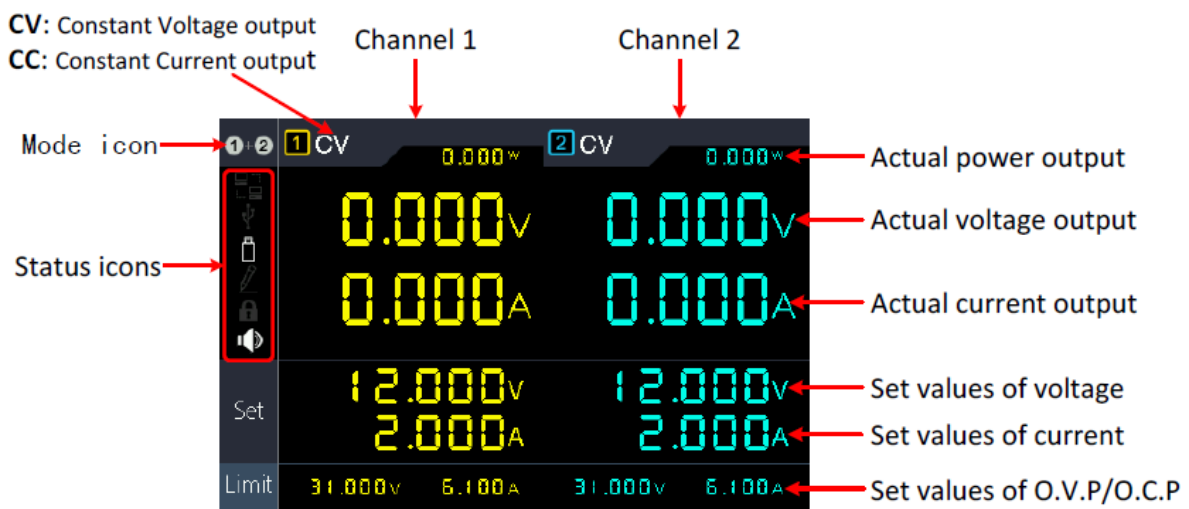 CV: Constant Voltage output
CC: Constant Current output
Channel 1
Channel 2
Mode icon
1+2
1 CV
0.000W
2 CV
0.000W
Actual power output
0.000V
0.000V
Actual voltage output
Status icons
0.000A
0.000A
Actual current output
Set
12.000V
12.000V
Set values of voltage
2.000A
2.000A
Set values of current
Limit
31.000V
6.100A
31.000V
6.100A
Set values of O.V.P/O.C.P